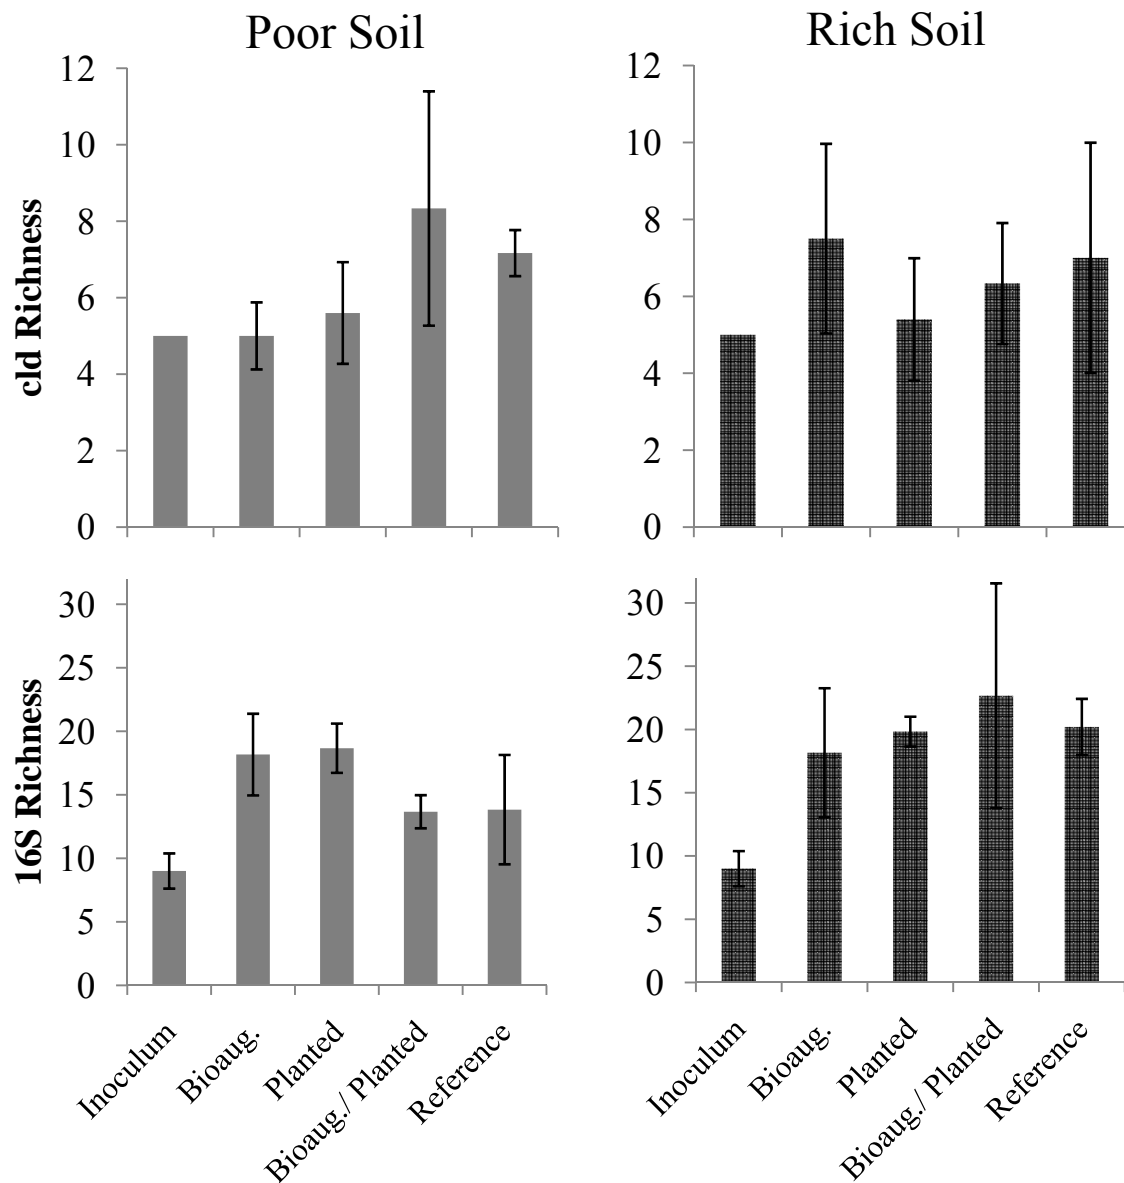 Poor Soil
Rich Soil
cld Richness
12
10
8
6
4
2
0
12
10
8
6
4
2
0
16S Richness
30
25
20
15
10
5
0
Inoculum
Bioaug.
Planted
Bioaug./ Planted
Reference
30
25
20
15
10
5
0
Inoculum
Bioaug.
Planted
Bioaug./ Planted
Reference